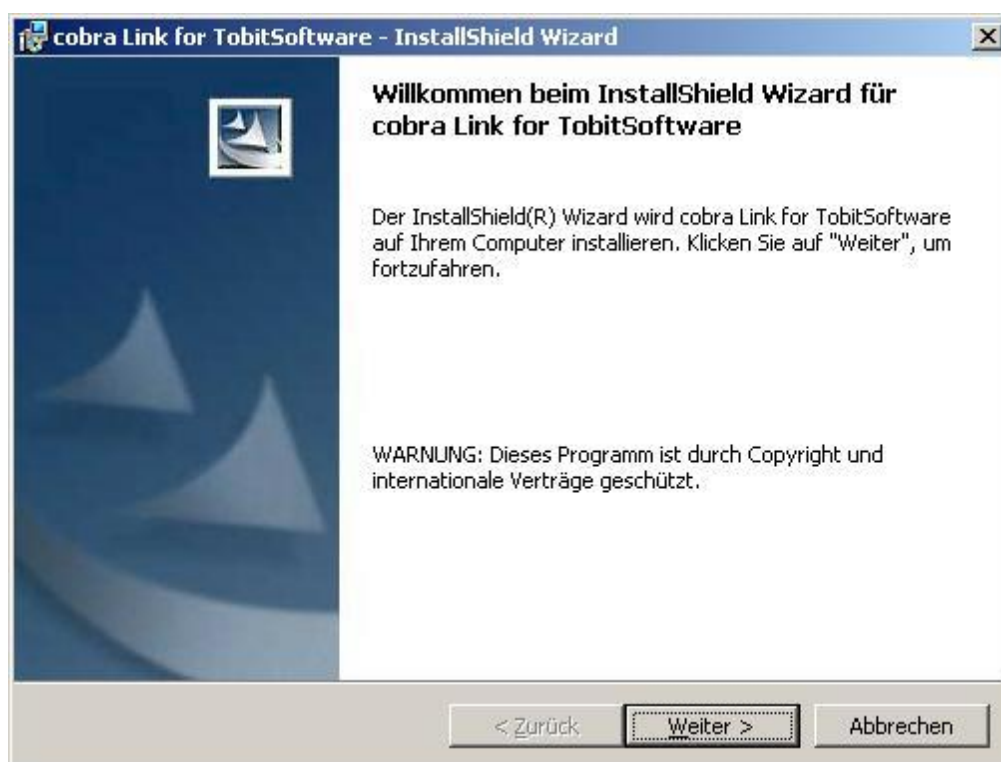 cobra Link for TobitSoftware - InstallShield Wizard
Willkommen beim InstallShield Wizard für
cobra Link for TobitSoftware
Der InstallShield(R) Wizard wird cobra Link for TobitSoftware
auf Ihrem Computer installieren. Klicken Sie auf "Weiter", um
fortzufahren.
WARNUNG: Dieses Programm ist durch Copyright und
internationale Verträge geschützt.
< Zurück Weiter > Abbrechen